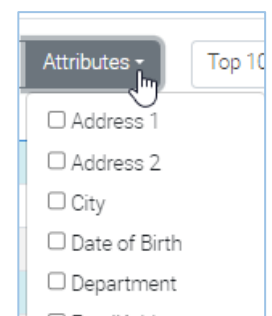 Attributes Top 10
Address 1
Address 2
City
Date of Birth
Department